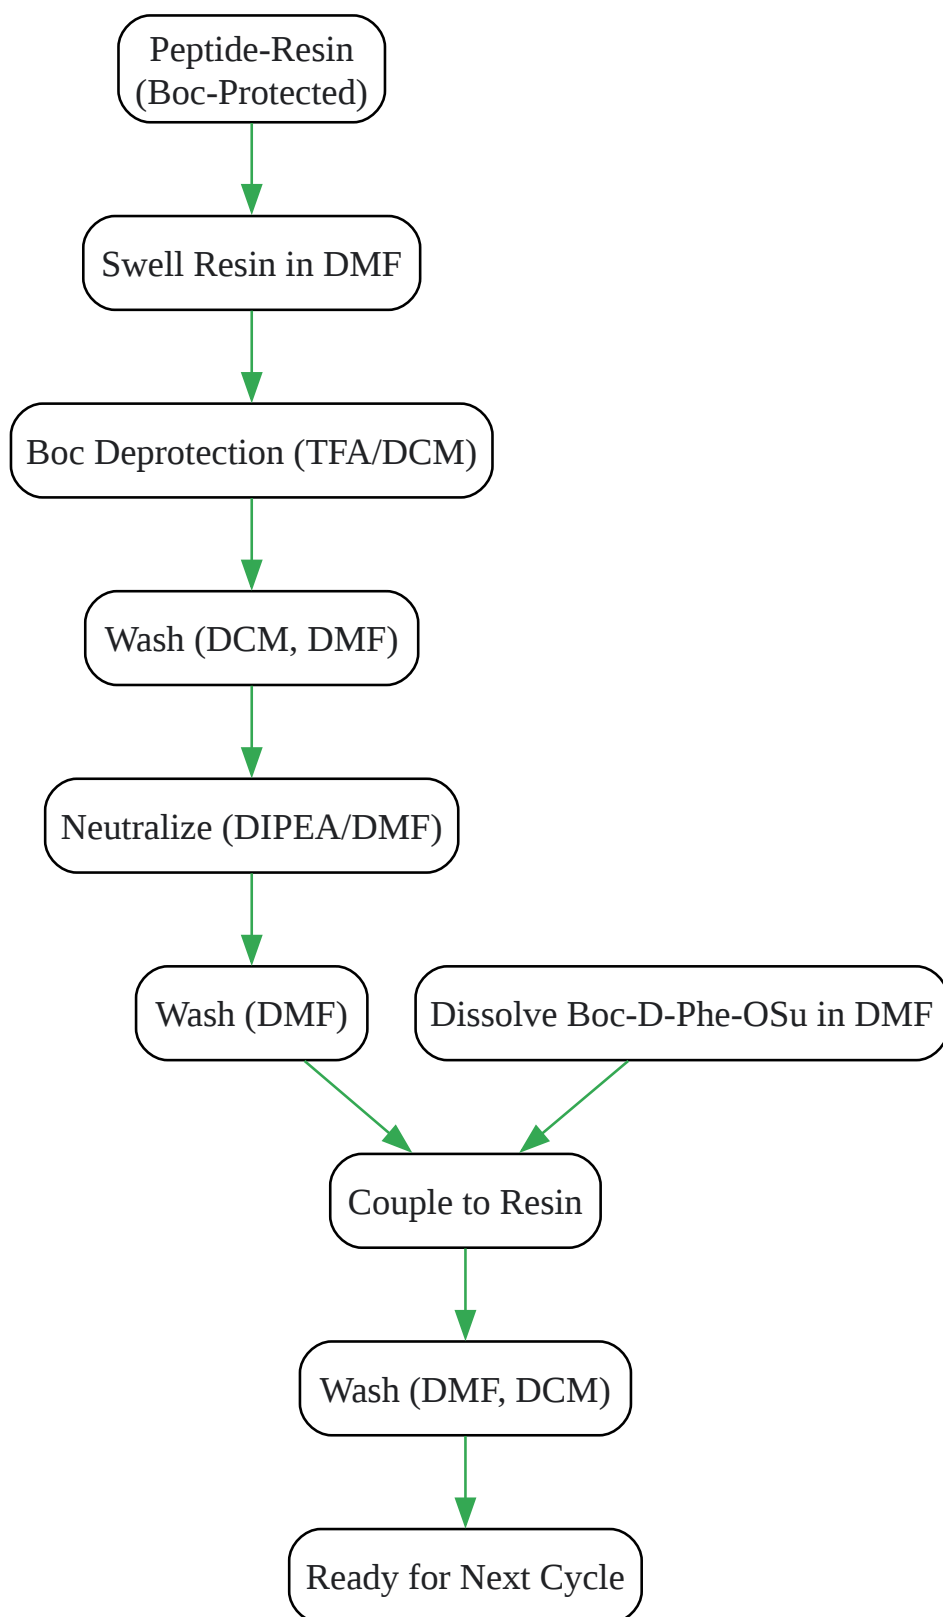 Peptide-Resin
(Boc-Protected)
Swell Resin in DMF
Boc Deprotection (TFA/DCM)
Wash (DCM, DMF)
Neutralize (DIPEA/DMF)
Wash (DMF)
Dissolve Boc-D-Phe-OSu in DMF
Couple to Resin
Wash (DMF, DCM)
Ready for Next Cycle